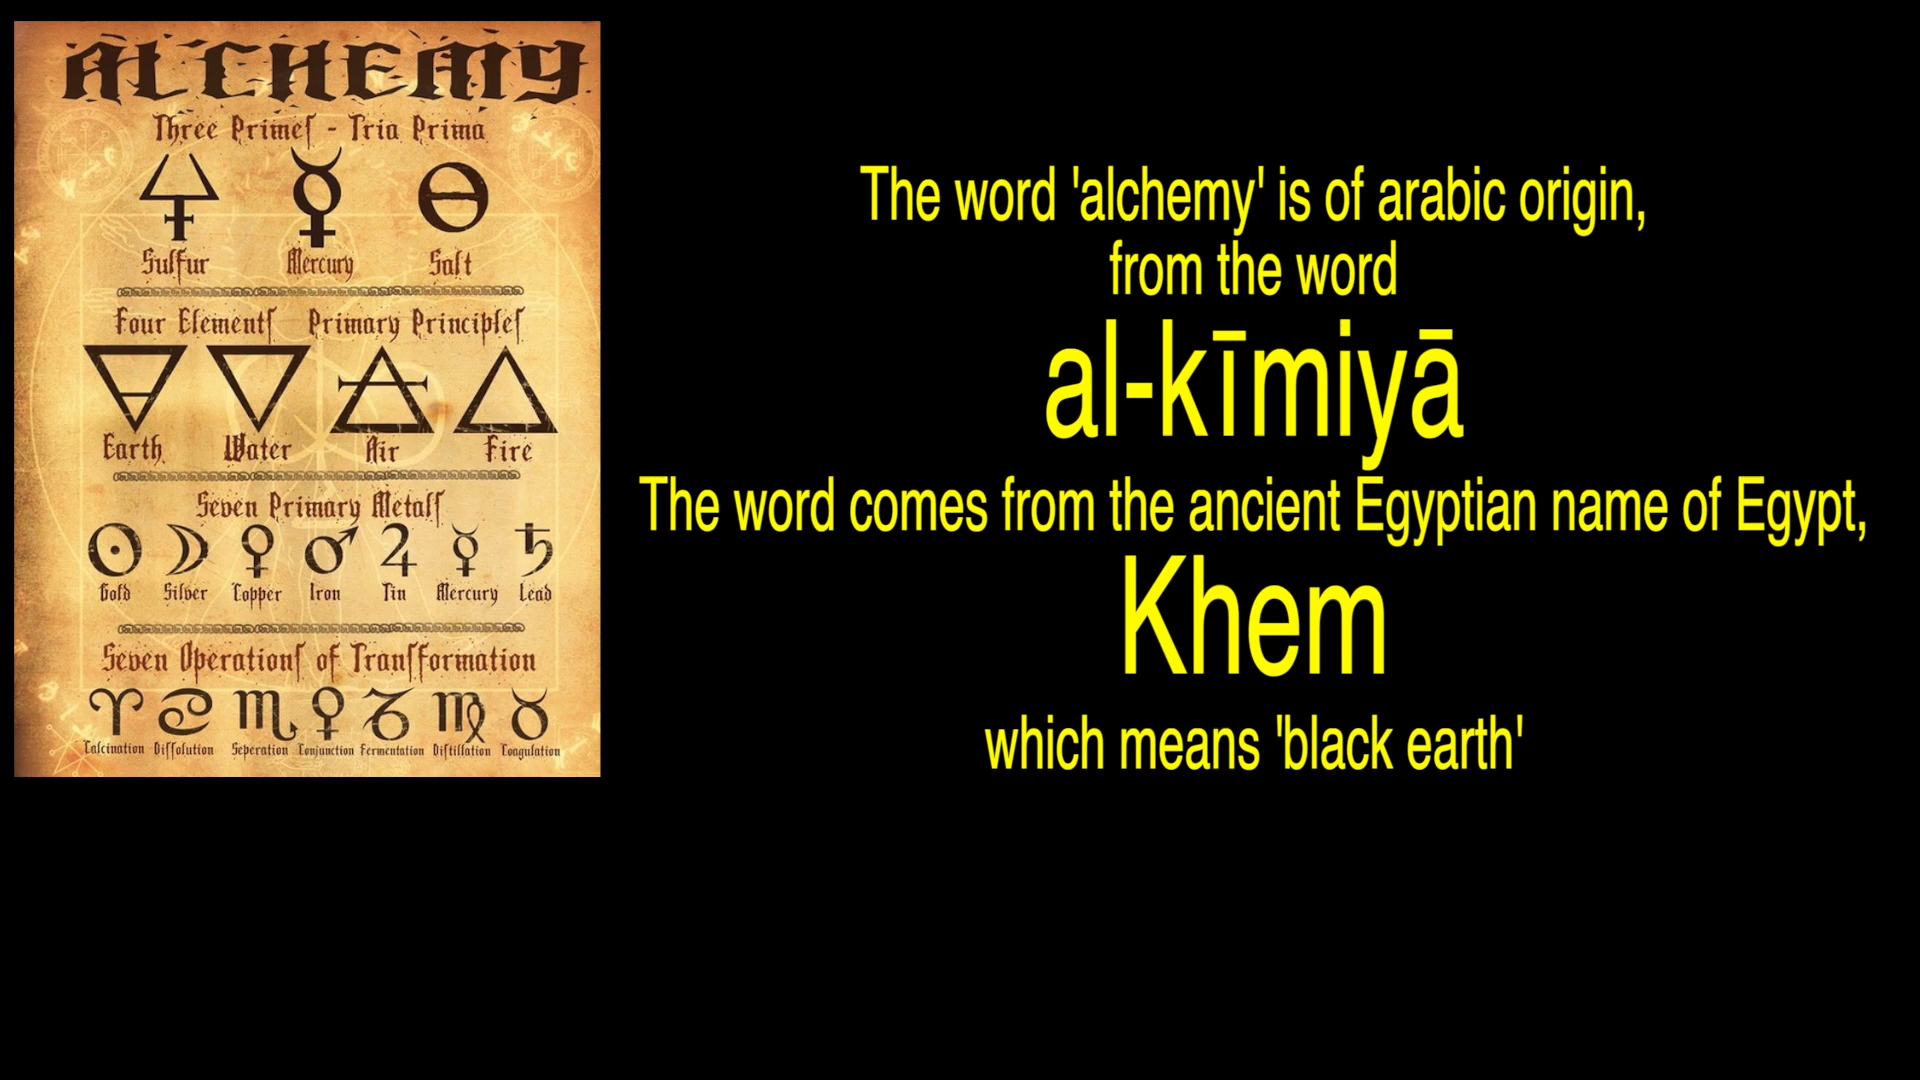 ALCHEMY
Three Primes - Tria Prima
Sulfur Mercury Salt
Four Elements Primary Principles
Earth Water Air Fire
Seven Primary Metals
Gold Silver Copper Iron Tin Mercury Lead
Seven Operations of Transformation
Calcination Dissolution Seperation Conjunction Fermentation Distillation Coagulation
The word 'alchemy' is of arabic origin,
from the word
al-kīmiyā
The word comes from the ancient Egyptian name of Egypt,
Khem
which means 'black earth'